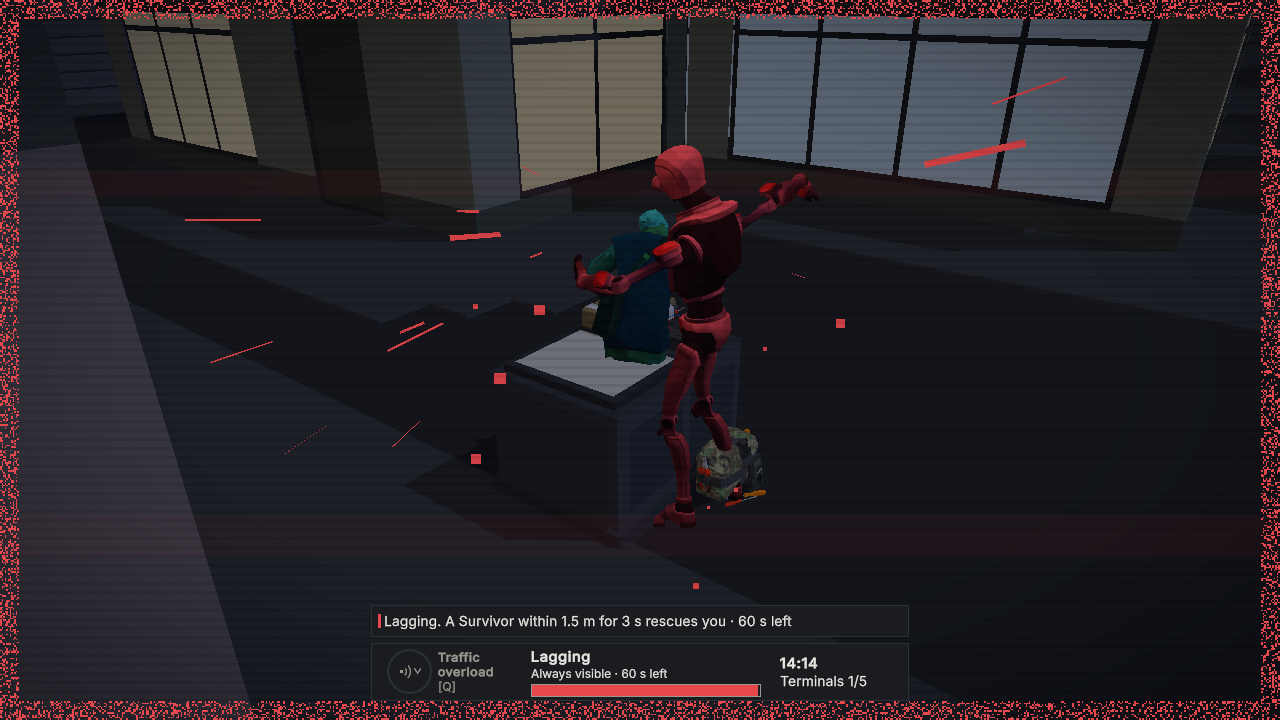 Lagging. A Survivor within 1.5 m for 3 s rescues you · 60 s left
Traffic
overload
[Q]
Lagging
Always visible · 60 s left
14:14
Terminals 1/5